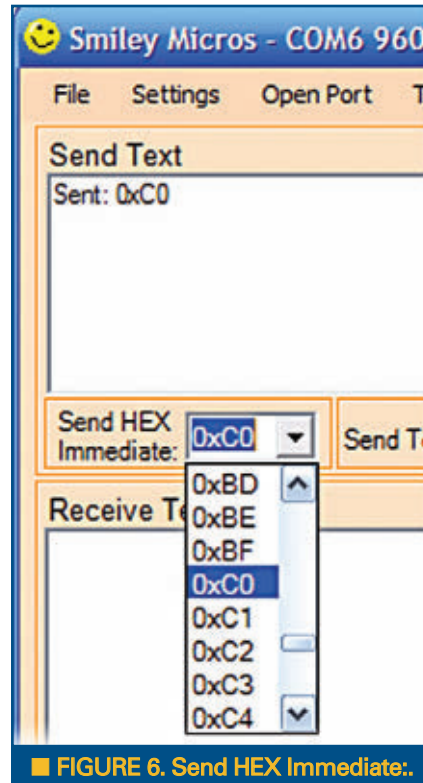 Smiley Micros - COM6 960
File Settings Open Port T
Send Text
Sent: 0xC0
Send HEX
Immediate: 0xC0 Send T
Receive Te
0xBD
0xBE
0xBF
0xC0
0xC1
0xC2
0xC3
0xC4
FIGURE 6. Send HEX Immediate:.